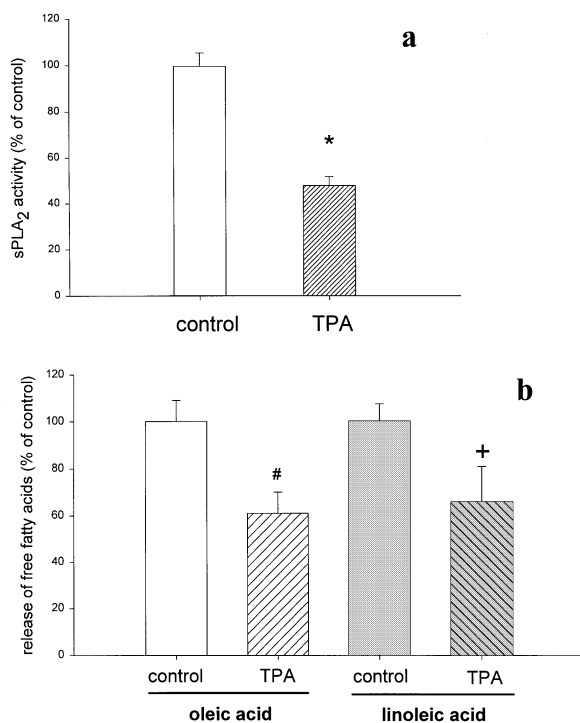 a
sPLA2 activity (% of control)
120
100
80
60
40
20
0
*
control TPA
b
release of free fatty acids (% of control)
120
100
80
60
40
20
0
#
+
control TPA control TPA
oleic acid linoleic acid